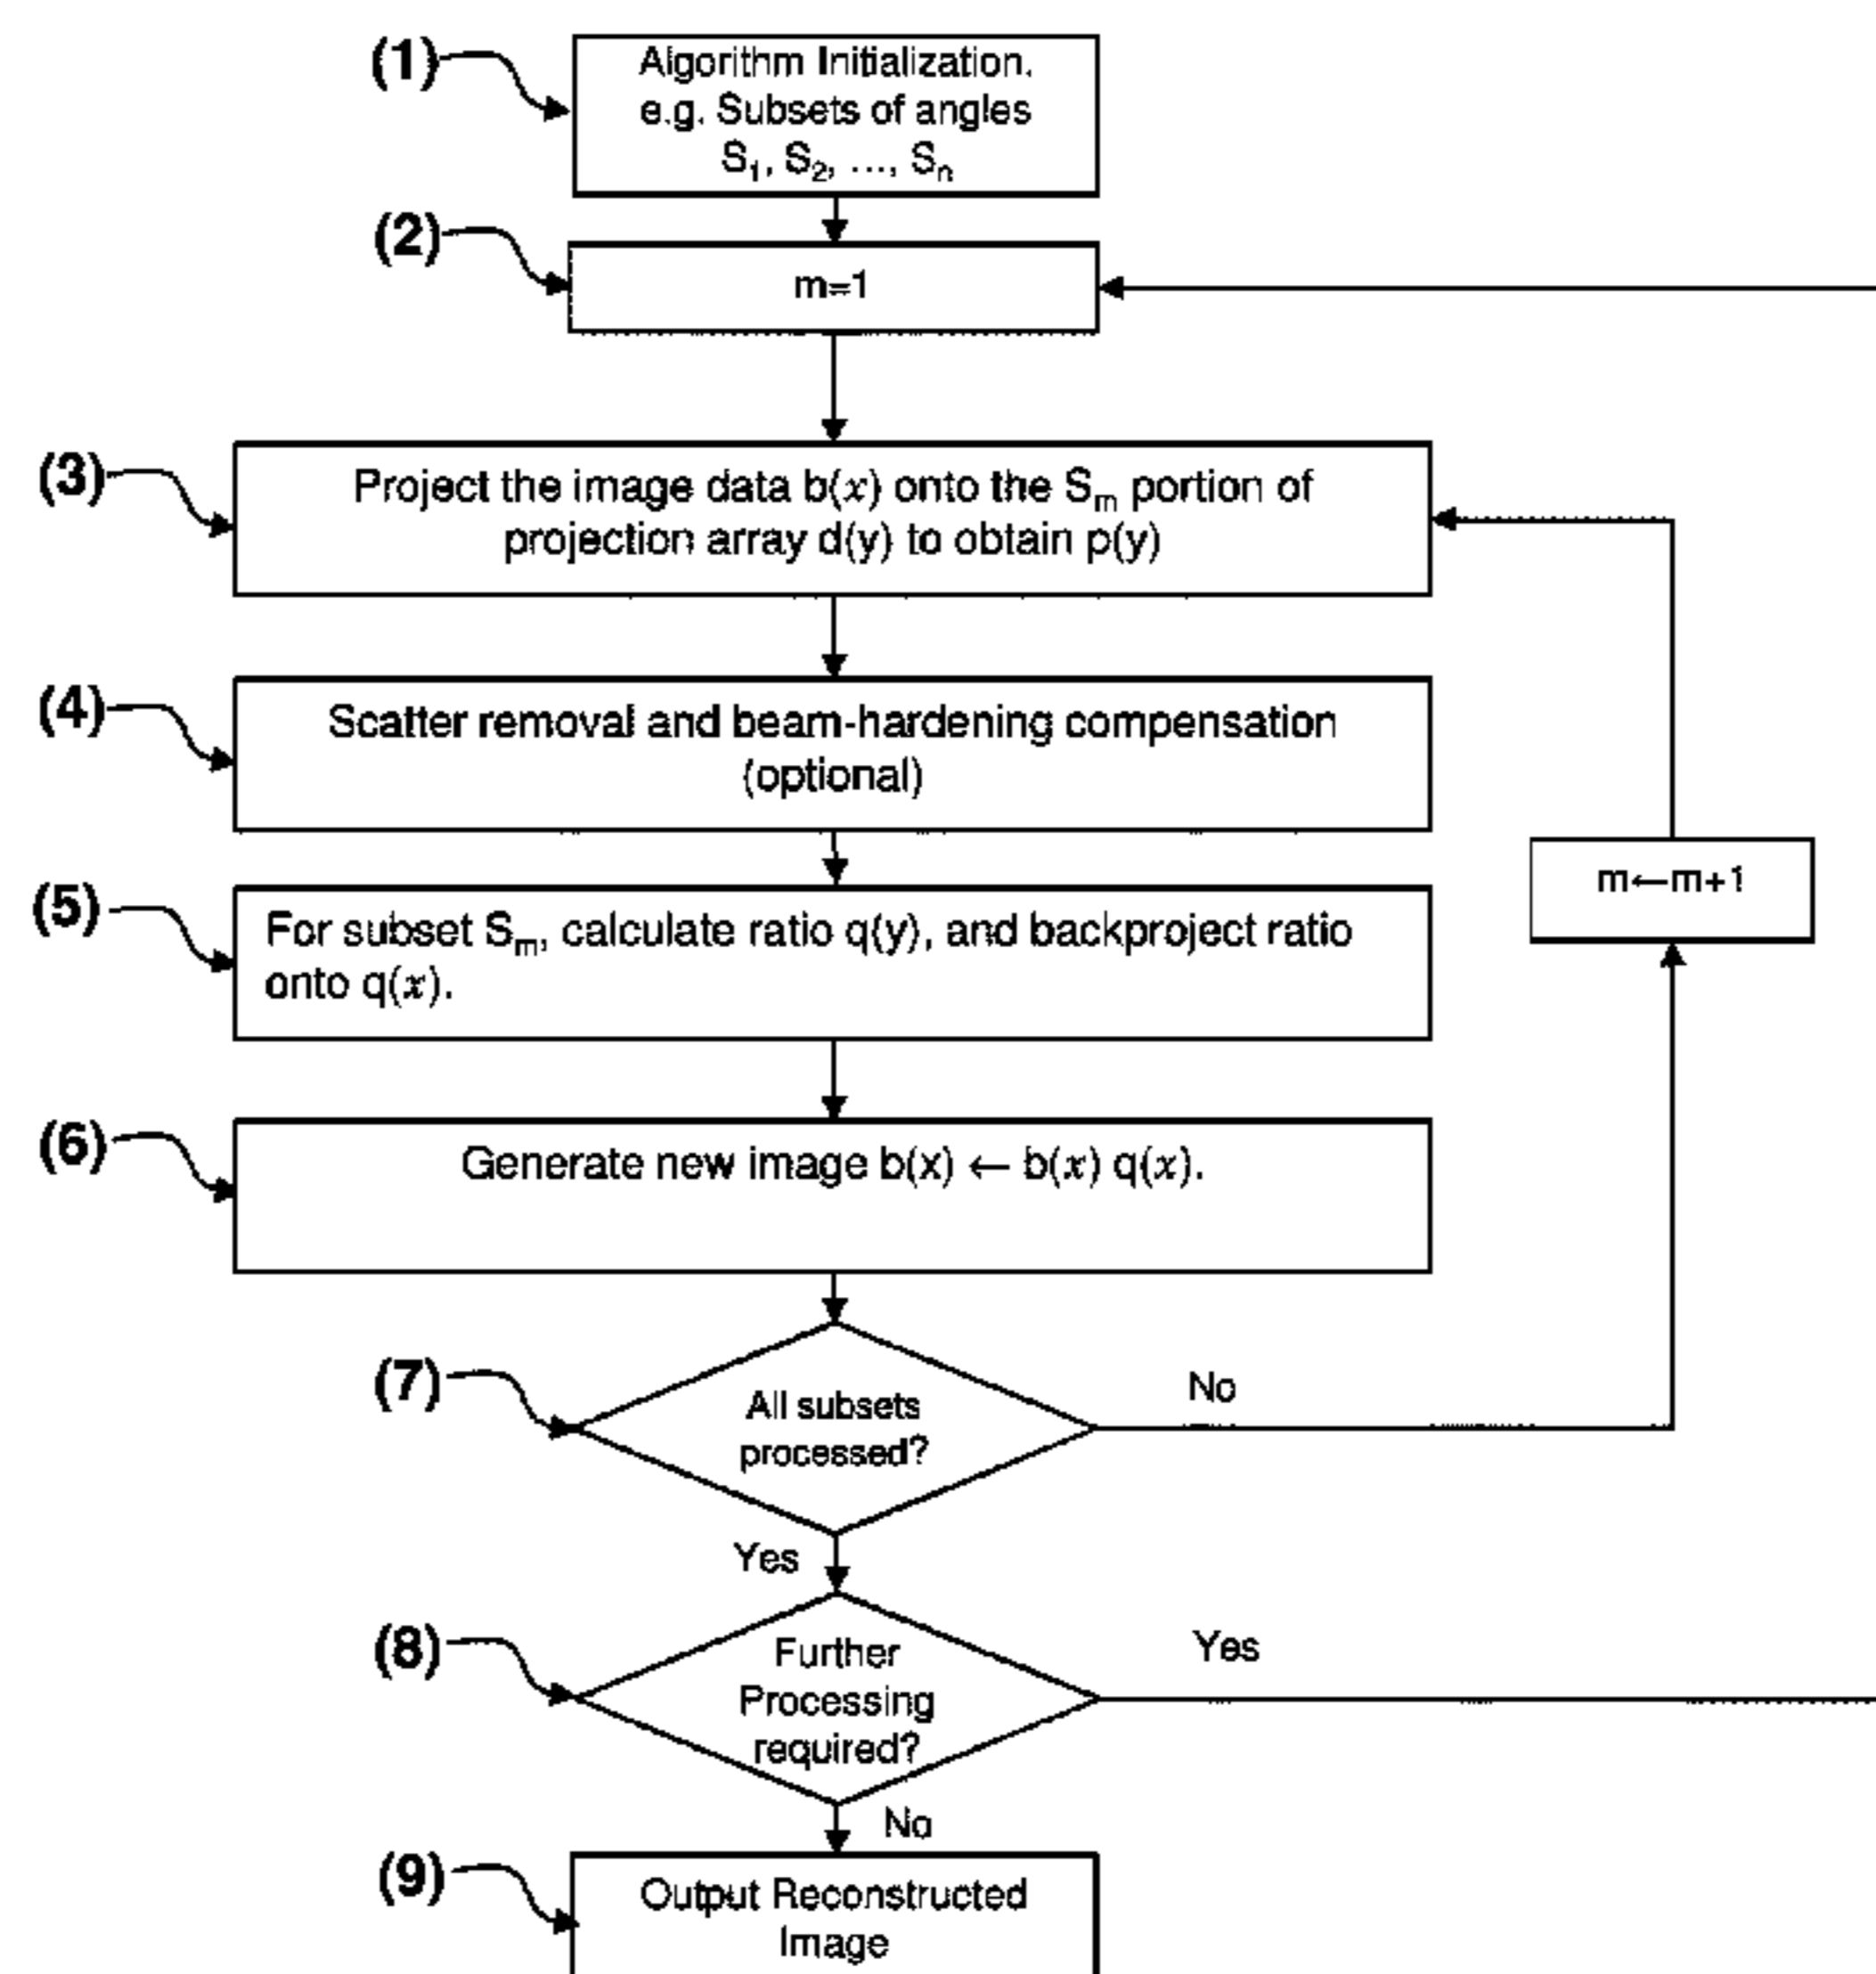 (1)
Algorithm Initialization.
e.g. Subsets of angles
S₁, S₂, ..., Sₙ
(2)
m=1
(3)
Project the image data b(x) onto the Sₘ portion of
projection array d(y) to obtain p(y)
(4)
Scatter removal and beam-hardening compensation
(optional)
m←m+1
(5)
For subset Sₘ, calculate ratio q(y), and backproject ratio
onto q(x).
(6)
Generate new image b(x) ← b(x) q(x).
(7)
All subsets
processed?
No
Yes
(8)
Further
Processing
required?
Yes
No
(9)
Output Reconstructed
Image